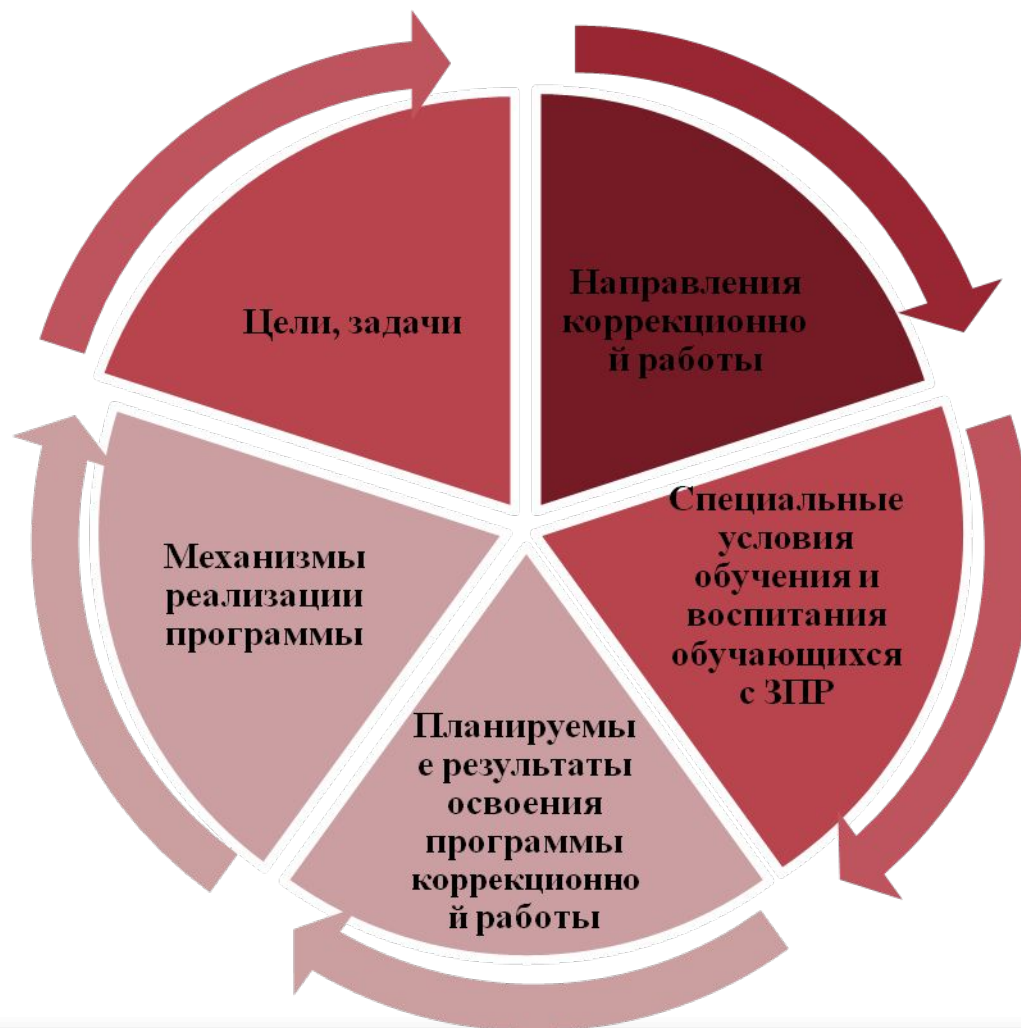 Цели, задачи
Направления
коррекционно
й работы
Специальные
условия
обучения и
воспитания
обучающихся
с ЗПР
Планируемы
е результаты
освоения
программы
коррекционно
й работы
Механизмы
реализации
программы